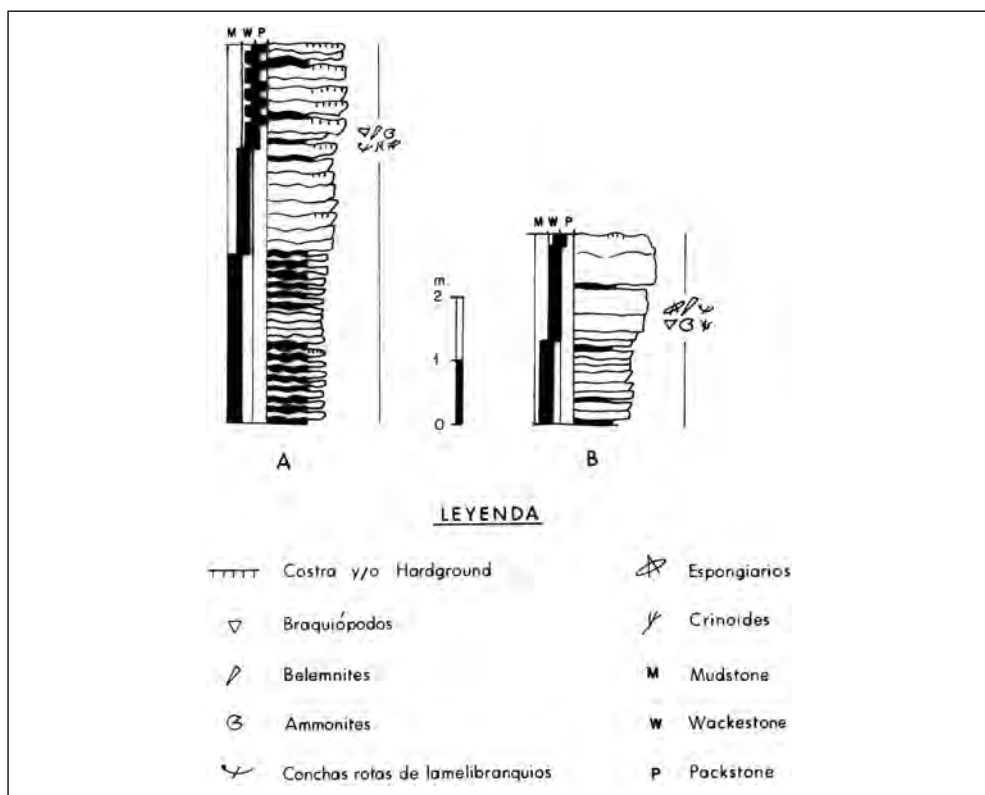 M W P
M W P
m.
2
1
0
A
B
LEYENDA
Costra y/o Hardground
Braquiópodos
Belemnites
Ammonites
Conchas rotas de lamelibranquios
Espongiarios
Crinoides
M Mudstone
W Wackestone
P Packstone